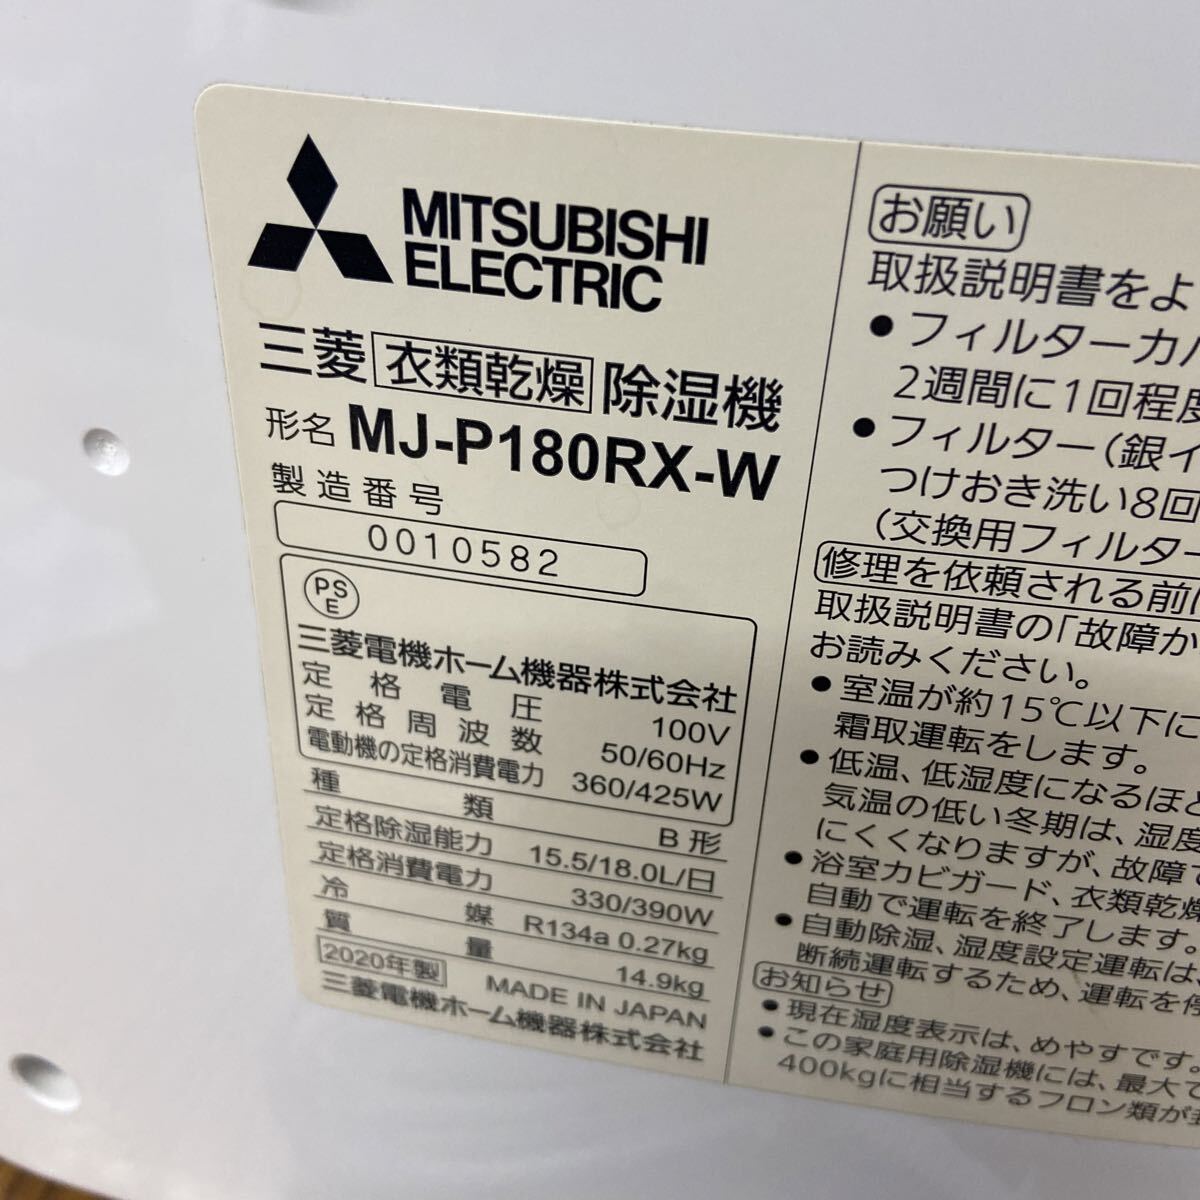 MITSUBISHI
ELECTRIC
三菱 衣類乾燥 除湿機
形名 MJ-P180RX-W
製造番号
0010582
PS
E
三菱電機ホーム機器株式会社
定格電圧 100V
定格周波数 50/60Hz
電動機の定格消費電力 360/425W
種類 B形
定格除湿能力 15.5/18.0L/日
定格消費電力 330/390W
冷媒 R134a 0.27kg
質量 14.9kg
2020年製 MADE IN JAPAN
三菱電機ホーム機器株式会社
お願い
取扱説明書をよ
●フィルターカバ
2週間に1回程度
●フィルター(銀イ
つけおき洗い8回
(交換用フィルター
修理を依頼される前に
取扱説明書の「故障か
お読みください。
●室温が約15℃以下に
霜取運転をします。
●低温、低湿度になるほど
気温の低い冬期は、湿度
にくくなりますが、故障で
●浴室カビガード、衣類乾燥
自動で運転を終了します。
●自動除湿、湿度設定運転は、
断続運転するため、運転を停
お知らせ
●現在湿度表示は、めやすです。
●この家庭用除湿機には、最大で
400kgに相当するフロン類が封